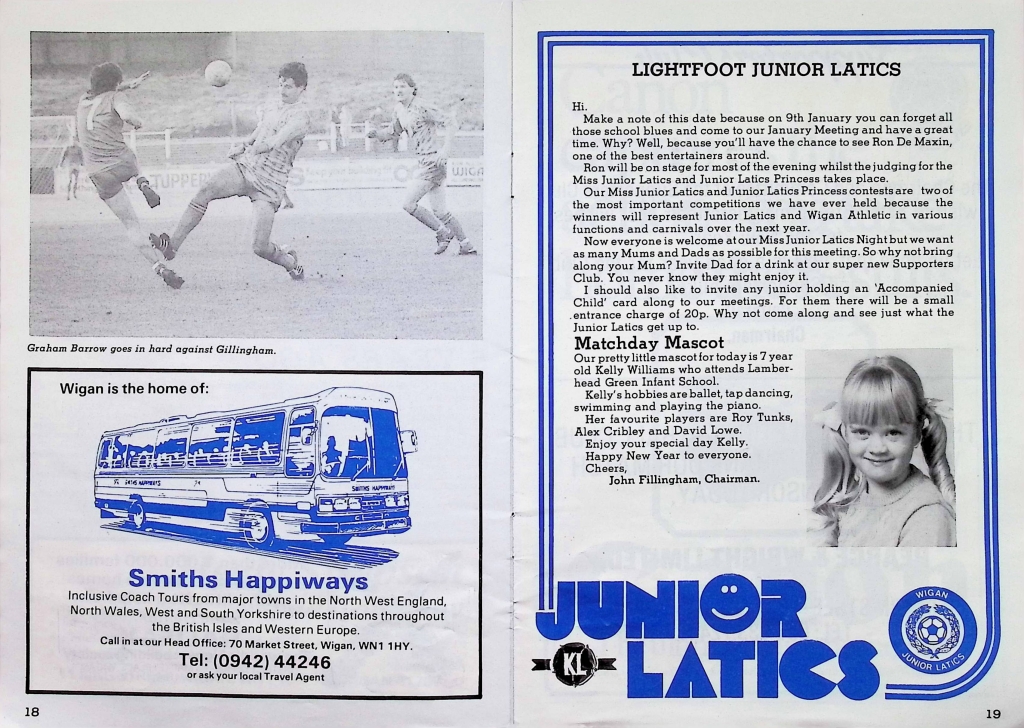 TUPPERW
WIGA
Graham Barrow goes in hard against Gillingham.
Wigan is the home of:
SMITHS HAPPIWAYS
SMITHS HAPPIWAYS
Smiths Happiways
Inclusive Coach Tours from major towns in the North West England,
North Wales, West and South Yorkshire to destinations throughout
the British Isles and Western Europe.
Call in at our Head Office: 70 Market Street, Wigan, WN1 1HY.
Tel: (0942) 44246
or ask your local Travel Agent
18
LIGHTFOOT JUNIOR LATICS
Hi.
Make a note of this date because on 9th January you can forget all
those school blues and come to our January Meeting and have a great
time. Why? Well, because you'll have the chance to see Ron De Maxin,
one of the best entertainers around.
Ron will be on stage for most of the evening whilst the judging for the
Miss Junior Latics and Junior Latics Princess takes place.
Our Miss Junior Latics and Junior Latics Princess contests are two of
the most important competitions we have ever held because the
winners will represent Junior Latics and Wigan Athletic in various
functions and carnivals over the next year.
Now everyone is welcome at our Miss Junior Latics Night but we want
as many Mums and Dads as possible for this meeting. So why not bring
along your Mum? Invite Dad for a drink at our super new Supporters
Club. You never know they might enjoy it.
I should also like to invite any junior holding an 'Accompanied
Child' card along to our meetings. For them there will be a small
entrance charge of 20p. Why not come along and see just what the
Junior Latics get up to.
Matchday Mascot
Our pretty little mascot for today is 7 year
old Kelly Williams who attends Lamber-
head Green Infant School.
Kelly's hobbies are ballet, tap dancing,
swimming and playing the piano.
Her favourite players are Roy Tunks,
Alex Cribley and David Lowe.
Enjoy your special day Kelly.
Happy New Year to everyone.
Cheers,
John Fillingham, Chairman.
JUNIOR
LATICS
KL
WIGAN
JUNIOR LATICS
19